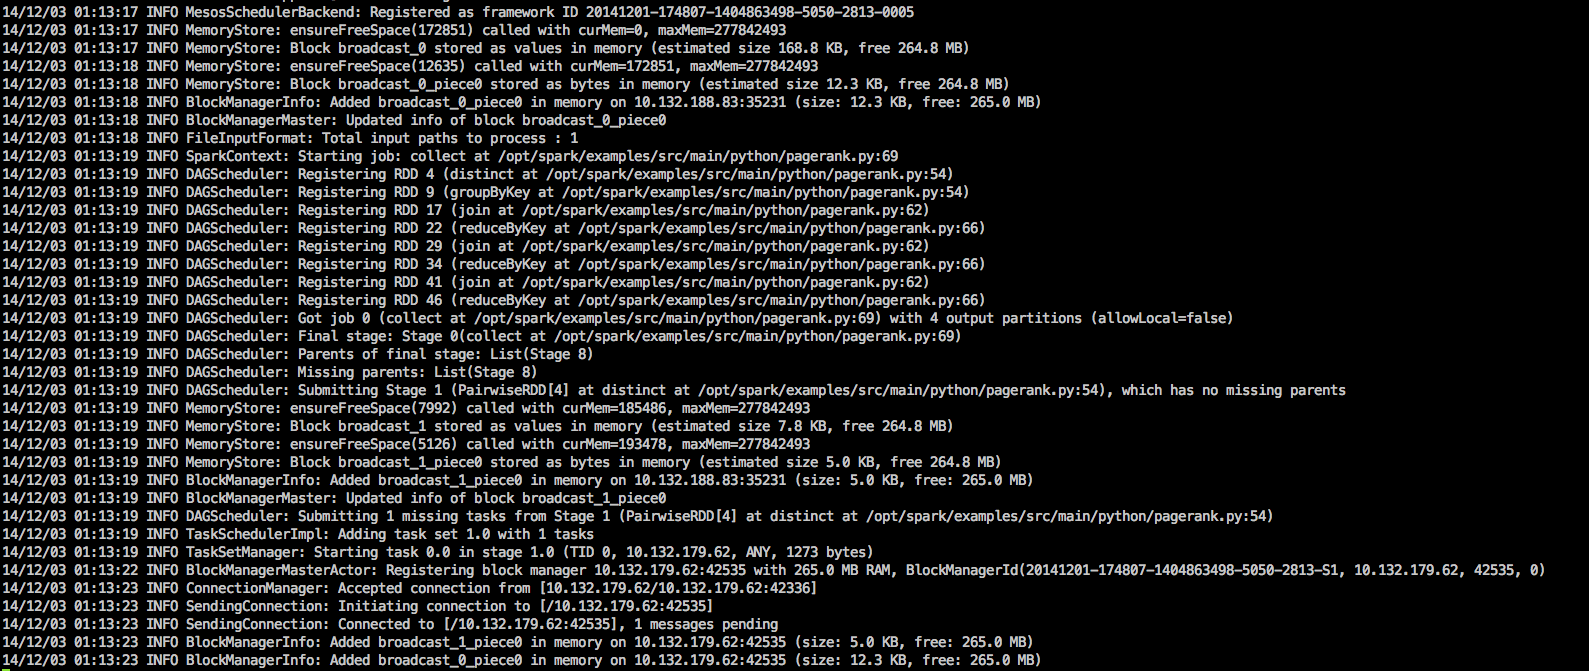 14/12/03 01:13:17 INFO MesosSchedulerBackend: Registered as framework ID 20141201-174807-1404863498-5050-2813-0005
14/12/03 01:13:17 INFO MemoryStore: ensureFreeSpace(172851) called with curMem=0, maxMem=277842493
14/12/03 01:13:17 INFO MemoryStore: Block broadcast_0 stored as values in memory (estimated size 168.8 KB, free 264.8 MB)
14/12/03 01:13:18 INFO MemoryStore: ensureFreeSpace(12635) called with curMem=172851, maxMem=277842493
14/12/03 01:13:18 INFO MemoryStore: Block broadcast_0_piece0 stored as bytes in memory (estimated size 12.3 KB, free 264.8 MB)
14/12/03 01:13:18 INFO BlockManagerInfo: Added broadcast_0_piece0 in memory on 10.132.188.83:35231 (size: 12.3 KB, free: 265.0 MB)
14/12/03 01:13:18 INFO BlockManagerMaster: Updated info of block broadcast_0_piece0
14/12/03 01:13:18 INFO FileInputFormat: Total input paths to process : 1
14/12/03 01:13:19 INFO SparkContext: Starting job: collect at /opt/spark/examples/src/main/python/pagerank.py:69
14/12/03 01:13:19 INFO DAGScheduler: Registering RDD 4 (distinct at /opt/spark/examples/src/main/python/pagerank.py:54)
14/12/03 01:13:19 INFO DAGScheduler: Registering RDD 9 (groupByKey at /opt/spark/examples/src/main/python/pagerank.py:54)
14/12/03 01:13:19 INFO DAGScheduler: Registering RDD 17 (join at /opt/spark/examples/src/main/python/pagerank.py:62)
14/12/03 01:13:19 INFO DAGScheduler: Registering RDD 22 (reduceByKey at /opt/spark/examples/src/main/python/pagerank.py:66)
14/12/03 01:13:19 INFO DAGScheduler: Registering RDD 29 (join at /opt/spark/examples/src/main/python/pagerank.py:62)
14/12/03 01:13:19 INFO DAGScheduler: Registering RDD 34 (reduceByKey at /opt/spark/examples/src/main/python/pagerank.py:66)
14/12/03 01:13:19 INFO DAGScheduler: Registering RDD 41 (join at /opt/spark/examples/src/main/python/pagerank.py:62)
14/12/03 01:13:19 INFO DAGScheduler: Registering RDD 46 (reduceByKey at /opt/spark/examples/src/main/python/pagerank.py:66)
14/12/03 01:13:19 INFO DAGScheduler: Got job 0 (collect at /opt/spark/examples/src/main/python/pagerank.py:69) with 4 output partitions (allowLocal=false)
14/12/03 01:13:19 INFO DAGScheduler: Final stage: Stage 0(collect at /opt/spark/examples/src/main/python/pagerank.py:69)
14/12/03 01:13:19 INFO DAGScheduler: Parents of final stage: List(Stage 8)
14/12/03 01:13:19 INFO DAGScheduler: Missing parents: List(Stage 8)
14/12/03 01:13:19 INFO DAGScheduler: Submitting Stage 1 (PairwiseRDD[4] at distinct at /opt/spark/examples/src/main/python/pagerank.py:54), which has no missing parents
14/12/03 01:13:19 INFO MemoryStore: ensureFreeSpace(7992) called with curMem=185486, maxMem=277842493
14/12/03 01:13:19 INFO MemoryStore: Block broadcast_1 stored as values in memory (estimated size 7.8 KB, free 264.8 MB)
14/12/03 01:13:19 INFO MemoryStore: ensureFreeSpace(5126) called with curMem=193478, maxMem=277842493
14/12/03 01:13:19 INFO MemoryStore: Block broadcast_1_piece0 stored as bytes in memory (estimated size 5.0 KB, free 264.8 MB)
14/12/03 01:13:19 INFO BlockManagerInfo: Added broadcast_1_piece0 in memory on 10.132.188.83:35231 (size: 5.0 KB, free: 265.0 MB)
14/12/03 01:13:19 INFO BlockManagerMaster: Updated info of block broadcast_1_piece0
14/12/03 01:13:19 INFO DAGScheduler: Submitting 1 missing tasks from Stage 1 (PairwiseRDD[4] at distinct at /opt/spark/examples/src/main/python/pagerank.py:54)
14/12/03 01:13:19 INFO TaskSchedulerImpl: Adding task set 1.0 with 1 tasks
14/12/03 01:13:19 INFO TaskSetManager: Starting task 0.0 in stage 1.0 (TID 0, 10.132.179.62, ANY, 1273 bytes)
14/12/03 01:13:22 INFO BlockManagerMasterActor: Registering block manager 10.132.179.62:42535 with 265.0 MB RAM, BlockManagerId(20141201-174807-1404863498-5050-2813-S1, 10.132.179.62, 42535, 0)
14/12/03 01:13:23 INFO ConnectionManager: Accepted connection from [10.132.179.62/10.132.179.62:42336]
14/12/03 01:13:23 INFO SendingConnection: Initiating connection to [/10.132.179.62:42535]
14/12/03 01:13:23 INFO SendingConnection: Connected to [/10.132.179.62:42535], 1 messages pending
14/12/03 01:13:23 INFO BlockManagerInfo: Added broadcast_1_piece0 in memory on 10.132.179.62:42535 (size: 5.0 KB, free: 265.0 MB)
14/12/03 01:13:23 INFO BlockManagerInfo: Added broadcast_0_piece0 in memory on 10.132.179.62:42535 (size: 12.3 KB, free: 265.0 MB)